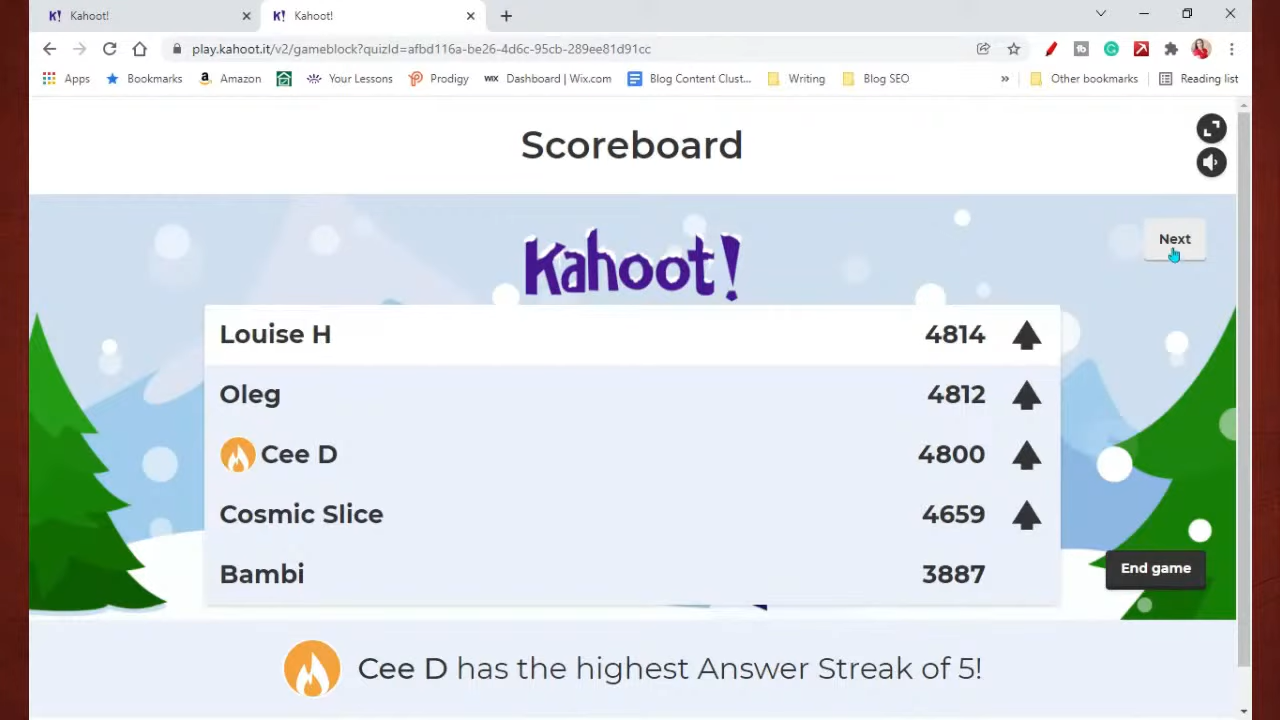 Kahoot!
Kahoot!
play.kahoot.it/v2/gameblock?quizId=afbd116a-be26-4d6c-95cb-289ee81d91cc
Apps Bookmarks Amazon Your Lessons Prodigy WIX Dashboard | Wix.com Blog Content Clust... Writing Blog SEO » Other bookmarks Reading list
Scoreboard
Next
Kahoot!
Louise H 4814
Oleg 4812
Cee D 4800
Cosmic Slice 4659
Bambi 3887
End game
Cee D has the highest Answer Streak of 5!